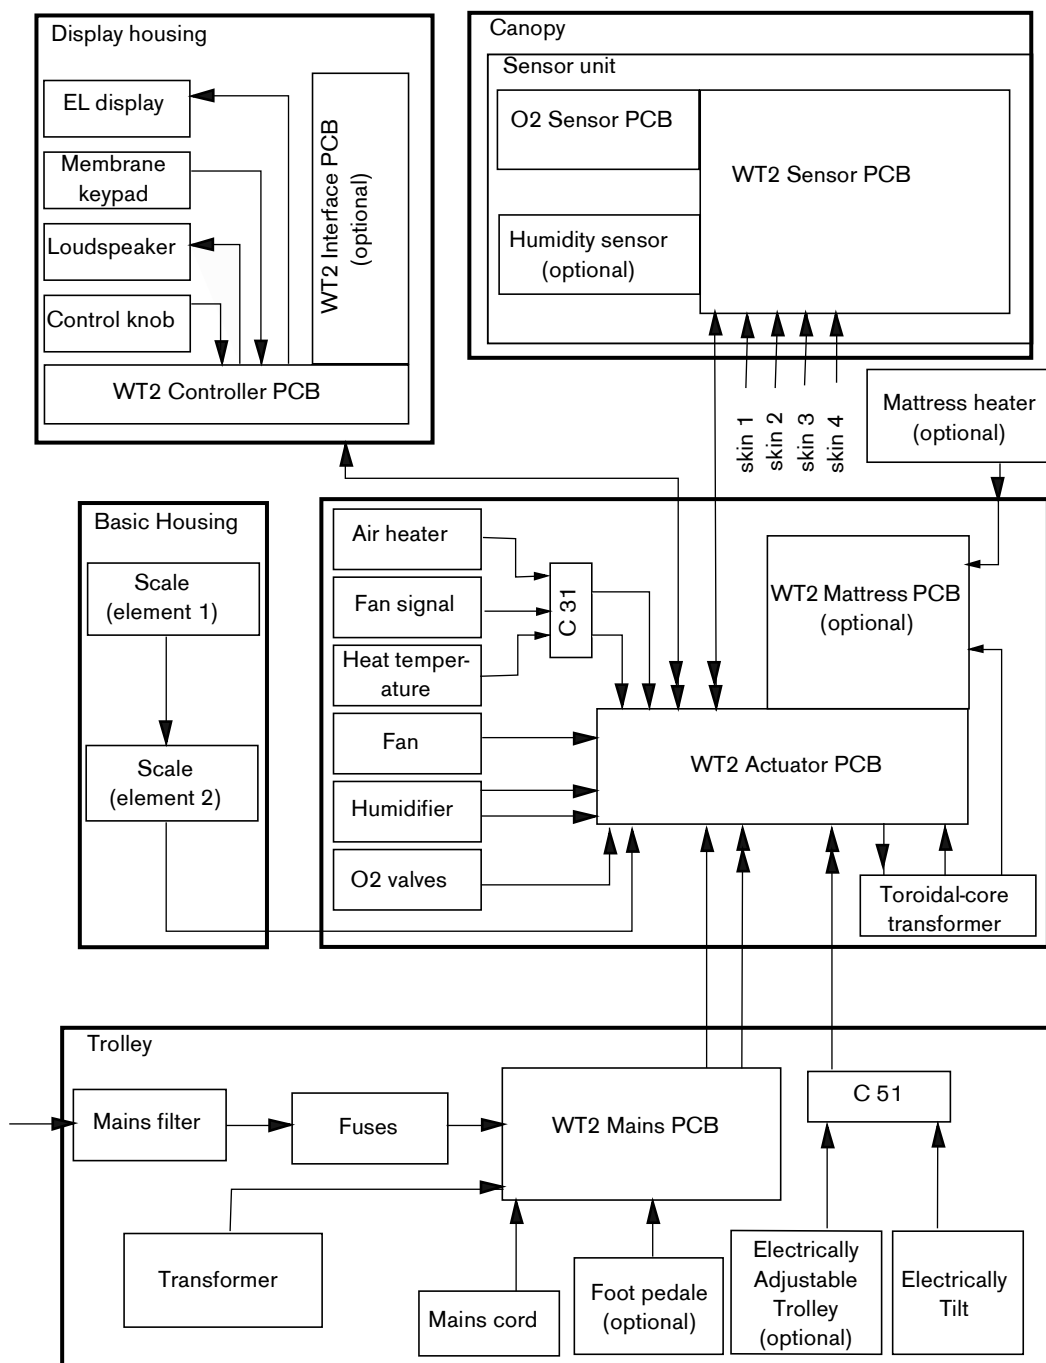 Display housing
EL display
Membrane
keypad
Loudspeaker
Control knob
WT2 Interface PCB
(optional)
WT2 Controller PCB
Canopy
Sensor unit
O2 Sensor PCB
WT2 Sensor PCB
Humidity sensor
(optional)
skin 1
skin 2
skin 3
skin 4
Mattress heater
(optional)
Basic Housing
Scale
(element 1)
Scale
(element 2)
Air heater
Fan signal
Heat temper-
ature
C 31
Fan
Humidifier
O2 valves
WT2 Mattress PCB
(optional)
WT2 Actuator PCB
Toroidal-core
transformer
Trolley
Mains filter
Fuses
WT2 Mains PCB
C 51
Transformer
Mains cord
Foot pedale
(optional)
Electrically
Adjustable
Trolley
(optional)
Electrically
Tilt